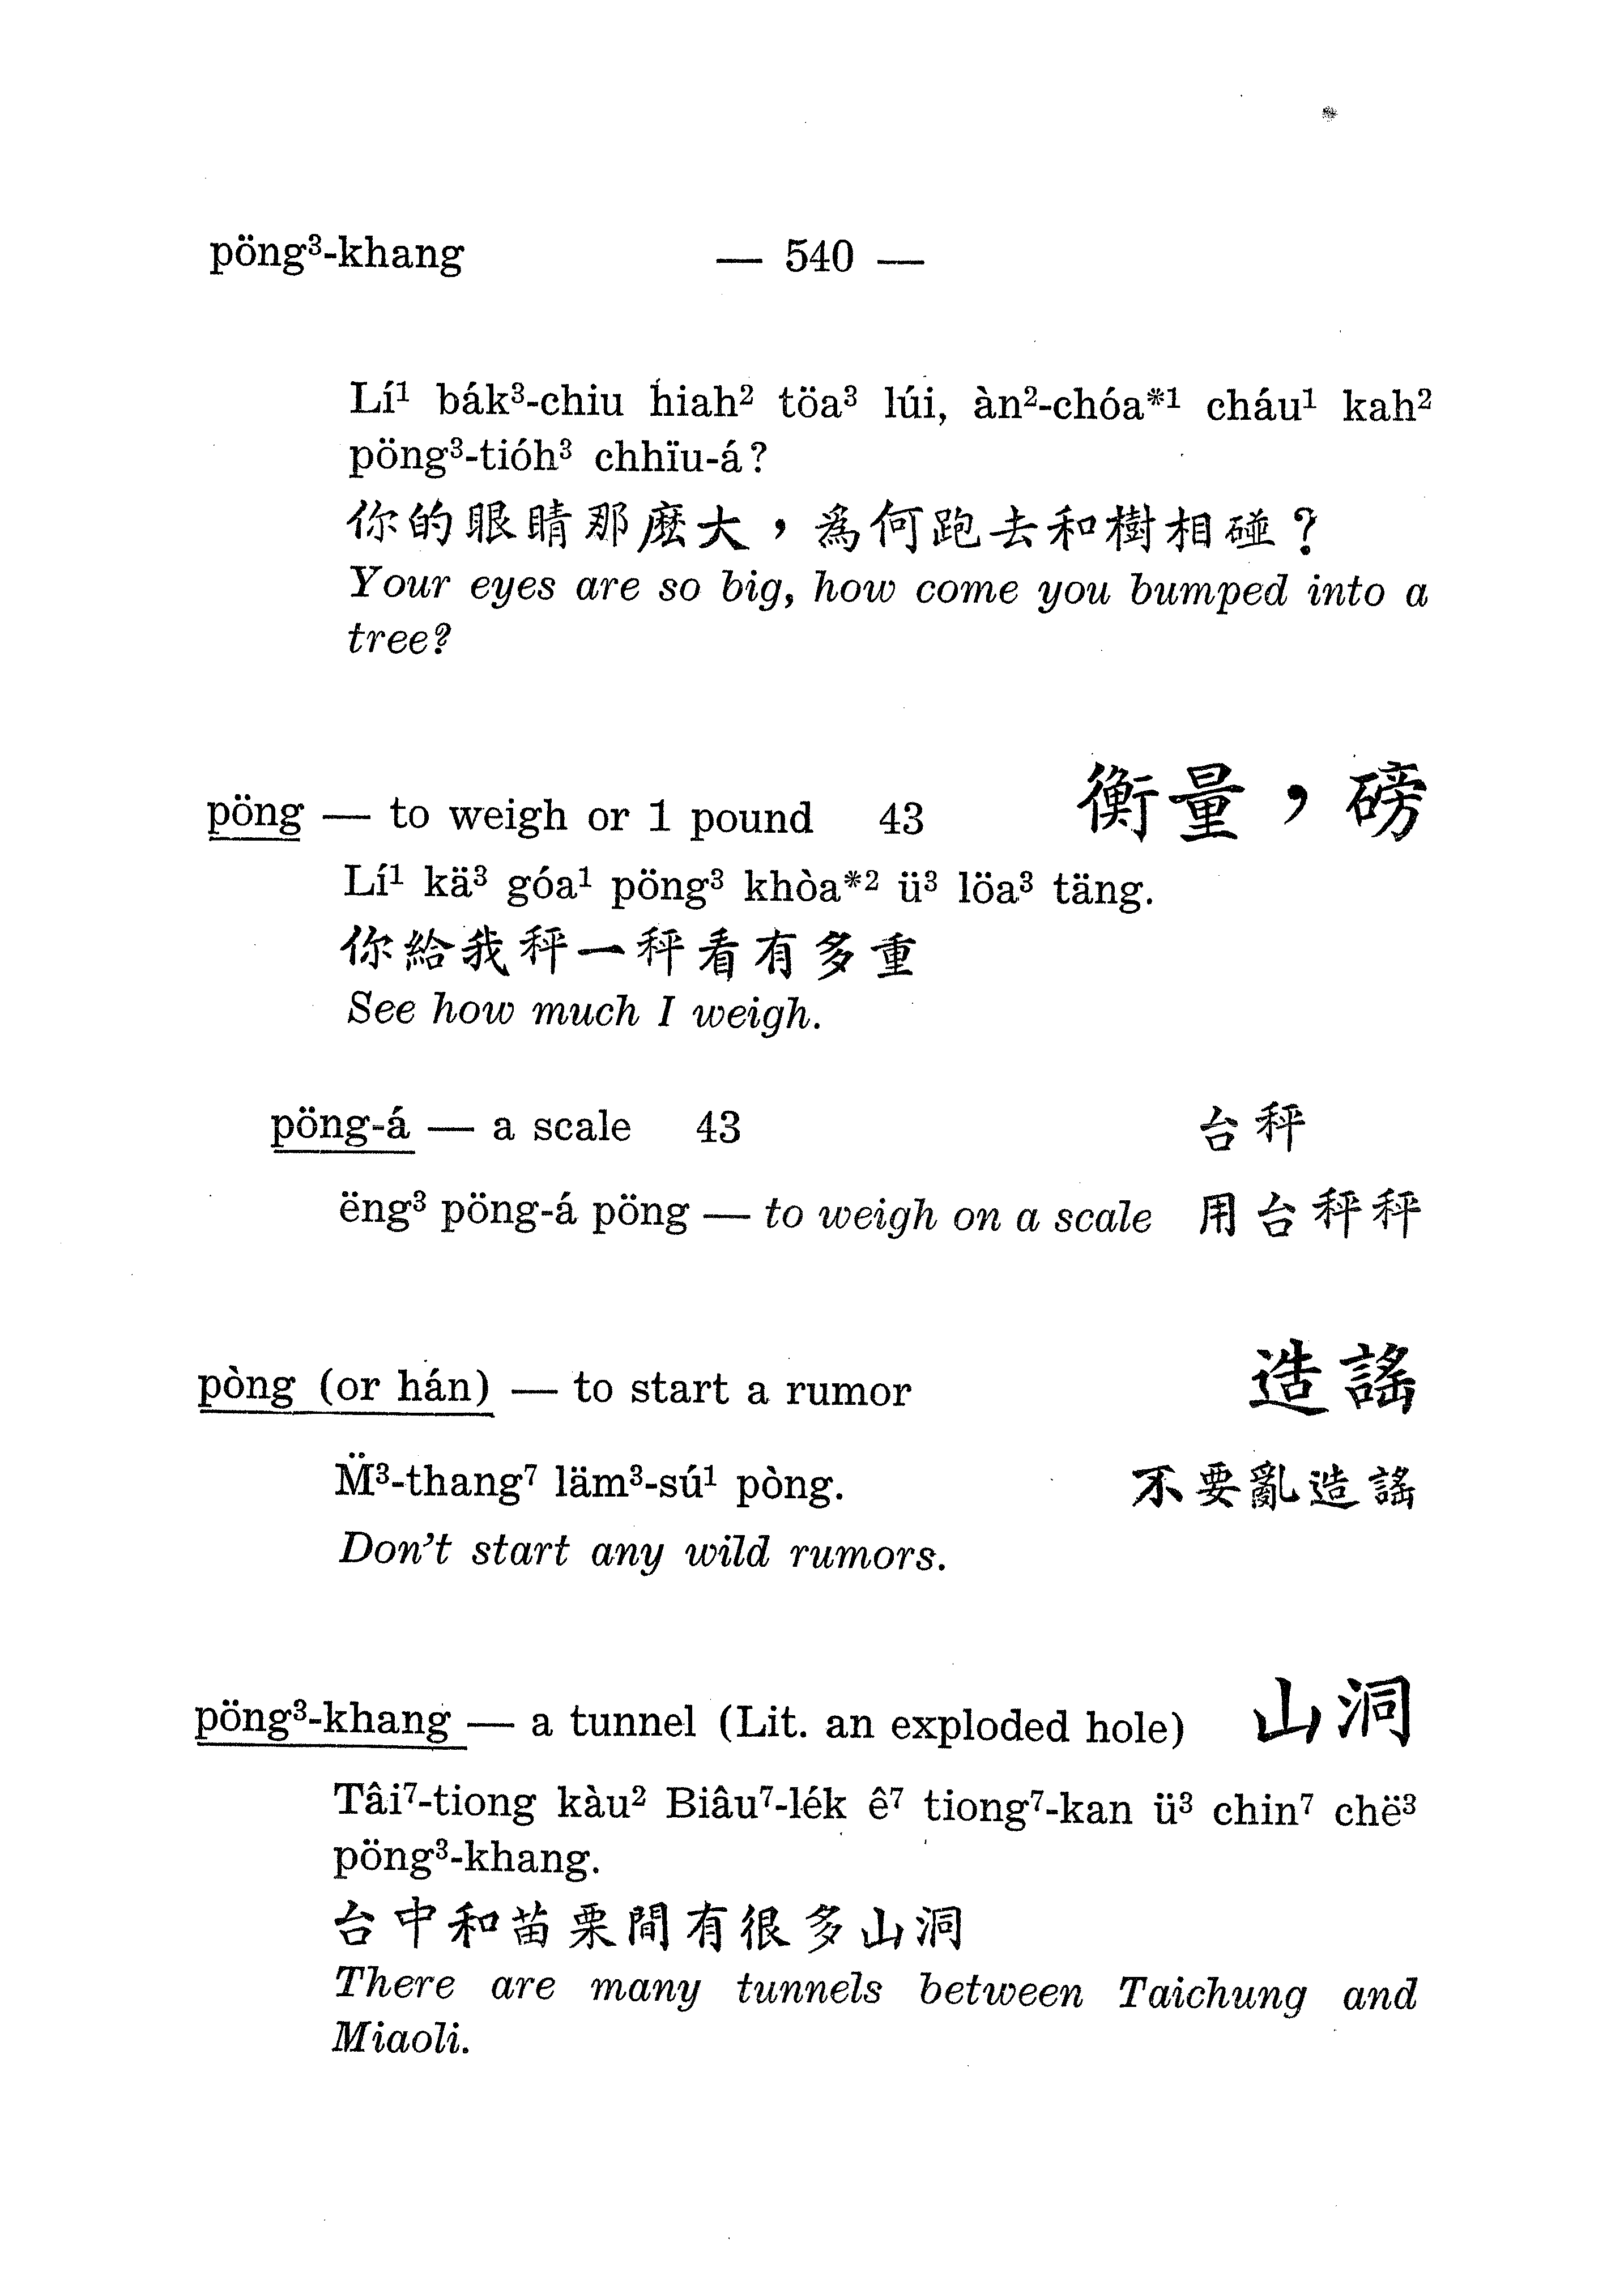 pöng³-khang — 540 —
Lí¹ bák³-chiu hiah² töa³ lúi, àn²-chóa*¹ cháu¹ kah²
pöng³-tióh³ chhïu-á?
你的眼睛那麼大，為何跑去和樹相碰？
Your eyes are so big, how come you bumped into a
tree?
pöng — to weigh or 1 pound 43 衡量，磅
Lí¹ kä³ góa¹ pöng³ khòa*² ü³ löa³ täng.
你給我秤一秤看有多重
See how much I weigh.
pöng-á — a scale 43 台秤
ëng³ pöng-á pöng — to weigh on a scale 用台秤秤
pòng (or hán) — to start a rumor 造謠
M̈³-thang⁷ läm³-sú¹ pòng. 不要亂造謠
Don't start any wild rumors.
pöng³-khang — a tunnel (Lit. an exploded hole) 山洞
Tâi⁷-tiong kàu² Biâu⁷-lék ê⁷ tiong⁷-kan ü³ chin⁷ chë³
pöng³-khang.
台中和苗栗間有很多山洞
There are many tunnels between Taichung and
Miaoli.